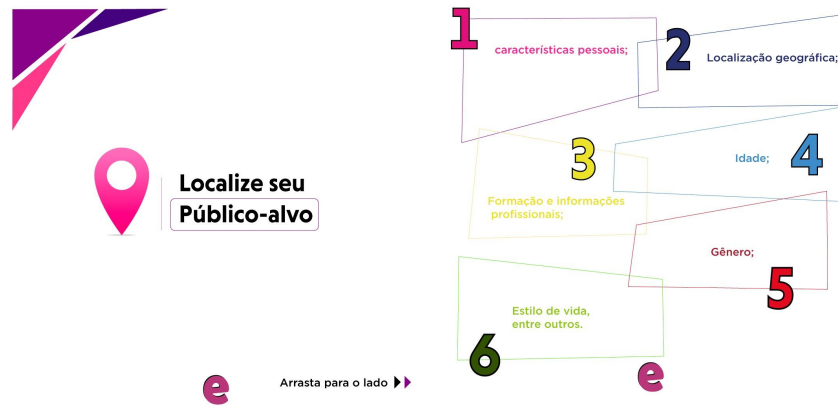 Localize seu
Público-alvo
e
Arrasta para o lado
1
características pessoais;
2
Localização geográfica;
3
Formação e informações
profissionais;
4
Idade;
5
Gênero;
6
Estilo de vida,
entre outros.
e